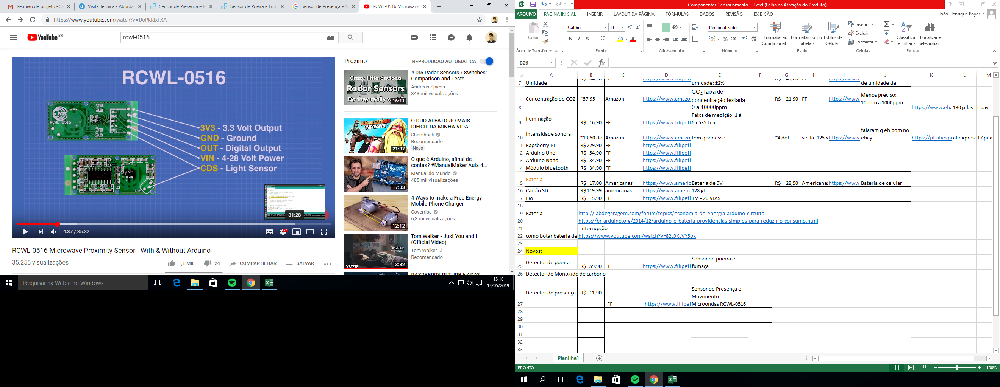 Reunião de projeto - Se
Visita Técnica - Aborda
Sensor de Presença e M
Sensor de Poeira e Fum
Sensor de Presença e M
RCWL-0516 Microwave
https://www.youtube.com/watch?v=IJoPkKlxFXA
YouTube BR
rcwl-0516
RCWL-0516
3V3 - 3.3 Volt Output
GND - Ground
OUT - Digital Output
VIN - 4-28 Volt Power
CDS - Light Sensor
31:28
4:37 / 35:32
RCWL-0516 Microwave Proximity Sensor - With & Without Arduino
35.255 visualizações
1,1 MIL
24
COMPARTILHAR
SALVAR
Próximo
REPRODUÇÃO AUTOMÁTICA
Crazy little devices:
Radar Sensors
Do they really w
16:11
#135 Radar Sensors / Switches:
Comparison and Tests
Andreas Spiess
343 mil visualizações
DUO ALEATÓRIO
IMPOSSÍVEL
21:37
O DUO ALEATÓRIO MAIS
DIFÍCIL DA MINHA VIDA! -...
Sharshock
Recomendado
Novo
17:03
O que é Arduino, afinal de
contas? #ManualMaker Aula 4...
Manual do Mundo
485 mil visualizações
12:12
4 Ways to make a Free Energy
Mobile Phone Charger
Coverrise
6,3 mi visualizações
TOM WALKER
vevo
3:32
Tom Walker - Just You and I
(Official Video)
Tom Walker
Recomendado
RASPBERRY PI TURBINADA?
Pesquisar na Web e no Windows
15:18
14/05/2019
Componentes_Sensoriamento - Excel (Falha na Ativação do Produto)
ARQUIVO PÁGINA INICIAL INSERIR LAYOUT DA PÁGINA FÓRMULAS DADOS REVISÃO EXIBIÇÃO
João Henrique Bayer
Colar
Calibri 11
N I S
Personalizado
% 000
Formatação Condicional
Formatar como Tabela
Estilos de Célula
Inserir
Excluir
Formatar
Classificar e Filtrar
Localizar e Selecionar
Área de Transferência Fonte Alinhamento Número Estilo Células Edição
B26
A B C D E F G H I J K L M
7 Umidade R$ 64,90 FF https://www.filipefl umidade: ±2% – R$ 49,00 FF https://www de umidade de
8 Concentração de CO2 ~57,95 Amazon https://www.amazo CO2 faixa de concentração testada: 0 a 10000ppm R$ 21,90 FF https://www Menos preciso: 10ppm à 1000ppm https://www.eba 130 pilas ebay
9 Iluminação R$ 16,90 FF https://www.filipefl Faixa de medição: 1 à 65.535 Lux
10 Intensidade sonora ~13,50 dol Amazon https://www.amazo tem q ser esse ~4 dol sei la. 125 v https://www falaram q eh bom no ebay https://pt.aliexpr aliexpress 17 pila
11 Rapsberry Pi R$279,90 FF https://www.filipefl
12 Arduino Uno R$ 54,90 FF https://www.filipefl
13 Arduino Nano R$ 34,90 FF https://www.filipefl
14 Módulo bluetooth R$ 34,90 FF https://www.filipefl
15 Bateria R$ 17,00 Americanas https://www.americ Bateria de 9V R$ 28,50 Americanas https://www Bateria de celular
16 Cartão SD R$119,99 americanas https://www.americ 128 gb
17 Fio R$ 15,90 FF https://www.filipefl 1M - 20 VIAS
18
19 Bateria http://labdegaragem.com/forum/topics/economia-de-energia-arduino-circuito
20 https://br-arduino.org/2014/12/arduino-e-bateria-providencias-simples-para-reduzir-o-consumo.html
21 Interrupção
22 como botar bateria de https://www.youtube.com/watch?v=82L9KcVY5ok
23
24 Novos:
25 Detector de poeira R$ 59,90 FF https://www.filipefl Sensor de poeira e fumaça
26 Detector de Monóxido de carbono
27 Detector de presença R$ 11,90 FF https://www.filipef Sensor de Presença e Movimento Microondas RCWL-0516
28
29
30
31
32
33
Planilha1
PRONTO
100%